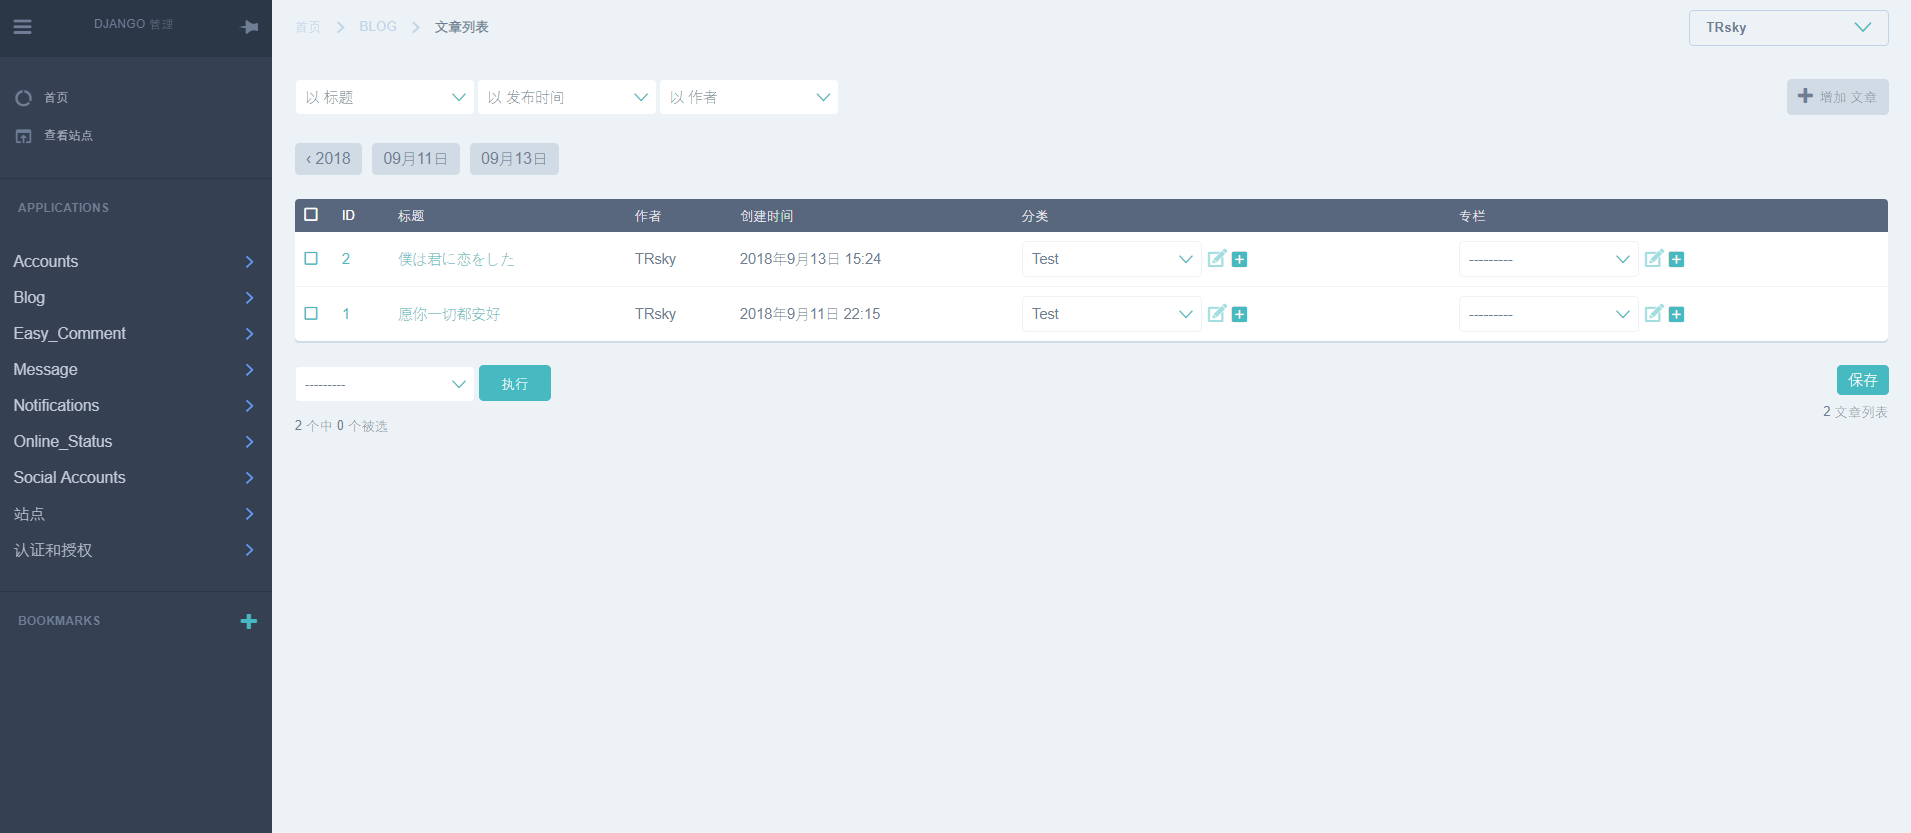 DJANGO 管理
首页
查看站点
APPLICATIONS
Accounts
Blog
Easy_Comment
Message
Notifications
Online_Status
Social Accounts
站点
认证和授权
BOOKMARKS
首页 BLOG 文章列表
TRsky
以 标题 以 发布时间 以 作者
增加 文章
‹ 2018 09月11日 09月13日
ID 标题 作者 创建时间 分类 专栏
2 僕は君に恋をした TRsky 2018年9月13日 15:24 Test ---------
1 愿你一切都安好 TRsky 2018年9月11日 22:15 Test ---------
--------- 执行
保存
2 个中 0 个被选
2 文章列表